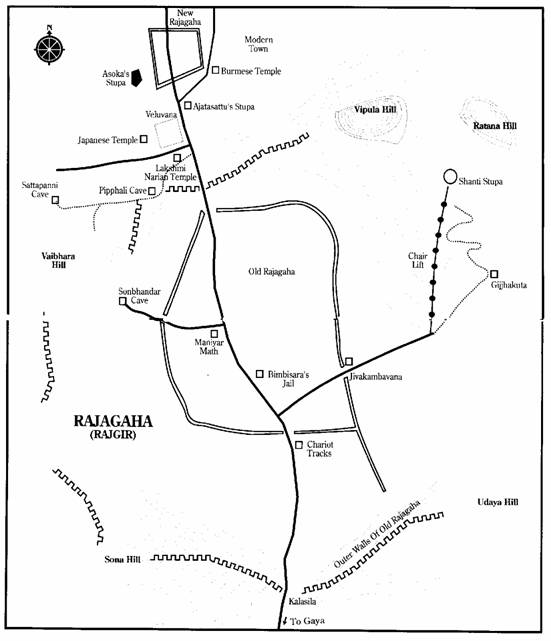 New
Rajagaha
N
Modern
Town
Asoka's
Stupa
Burmese Temple
Ajatasattu's Stupa
Veluvana
Vipula Hill
Ratana Hill
Japanese Temple
Lakshmi
Narian Temple
Sattapanni
Cave
Pipphali Cave
Shanti Stupa
Vaibhara
Hill
Old Rajagaha
Chair
Lift
Gijjhakuta
Sonbhandar
Cave
Maniyar
Math
Bimbisara's
Jail
Jivakambavana
RAJAGAHA
(RAJGIR)
Chariot
Tracks
Udaya Hill
Outer Walls Of Old Rajagaha
Sona Hill
Kalasila
To Gaya